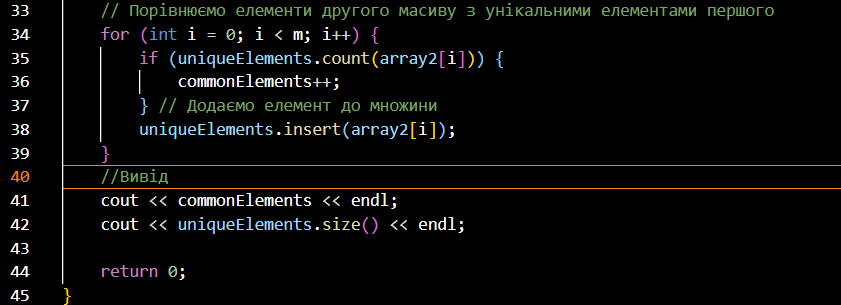 33 // Порівнюємо елементи другого масиву з унікальними елементами першого
34 for (int i = 0; i < m; i++) {
35 if (uniqueElements.count(array2[i])) {
36 commonElements++;
37 } // Додаємо елемент до множини
38 uniqueElements.insert(array2[i]);
39 }
40 //Вивід
41 cout << commonElements << endl;
42 cout << uniqueElements.size() << endl;
43
44 return 0;
45 }